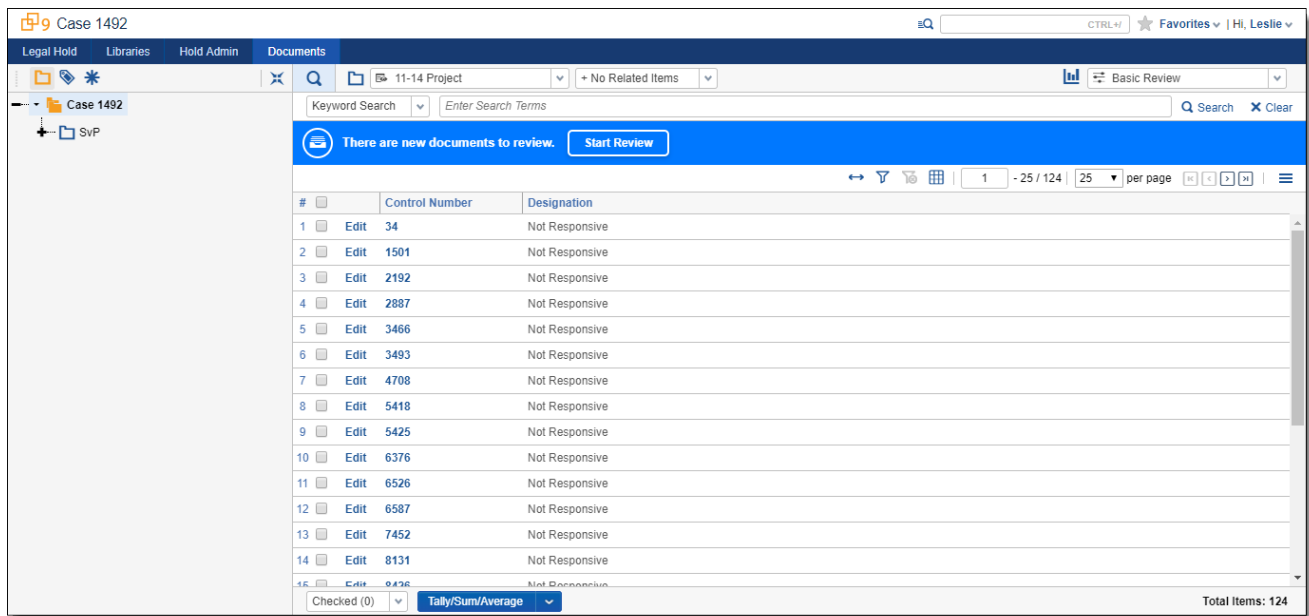 9 Case 1492
CTRL+/ Favorites | Hi, Leslie
Legal Hold Libraries Hold Admin Documents
11-14 Project + No Related Items Basic Review
Case 1492
SvP
Keyword Search Enter Search Terms Search Clear
There are new documents to review. Start Review
1 - 25 / 124 25 per page
# Control Number Designation
1 Edit 34 Not Responsive
2 Edit 1501 Not Responsive
3 Edit 2192 Not Responsive
4 Edit 2887 Not Responsive
5 Edit 3466 Not Responsive
6 Edit 3493 Not Responsive
7 Edit 4708 Not Responsive
8 Edit 5418 Not Responsive
9 Edit 5425 Not Responsive
10 Edit 6376 Not Responsive
11 Edit 6526 Not Responsive
12 Edit 6587 Not Responsive
13 Edit 7452 Not Responsive
14 Edit 8131 Not Responsive
15 Edit Not Responsive
Checked (0) Tally/Sum/Average Total Items: 124